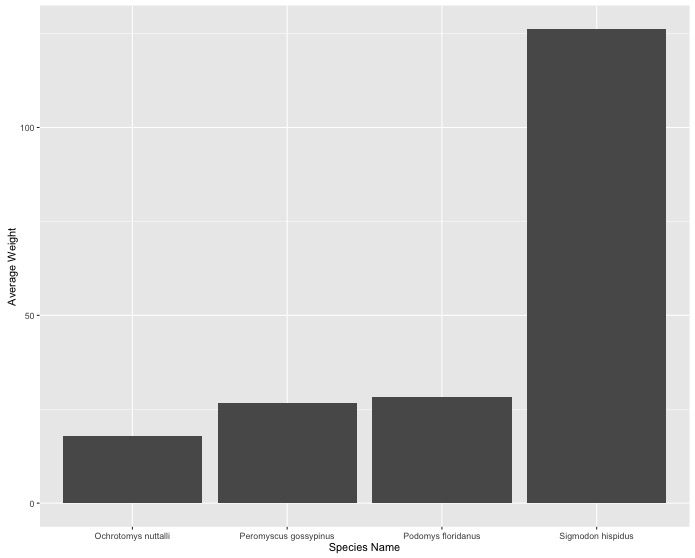 Average Weight
100
50
0
Ochrotomys nuttalli
Peromyscus gossypinus
Podomys floridanus
Sigmodon hispidus
Species Name